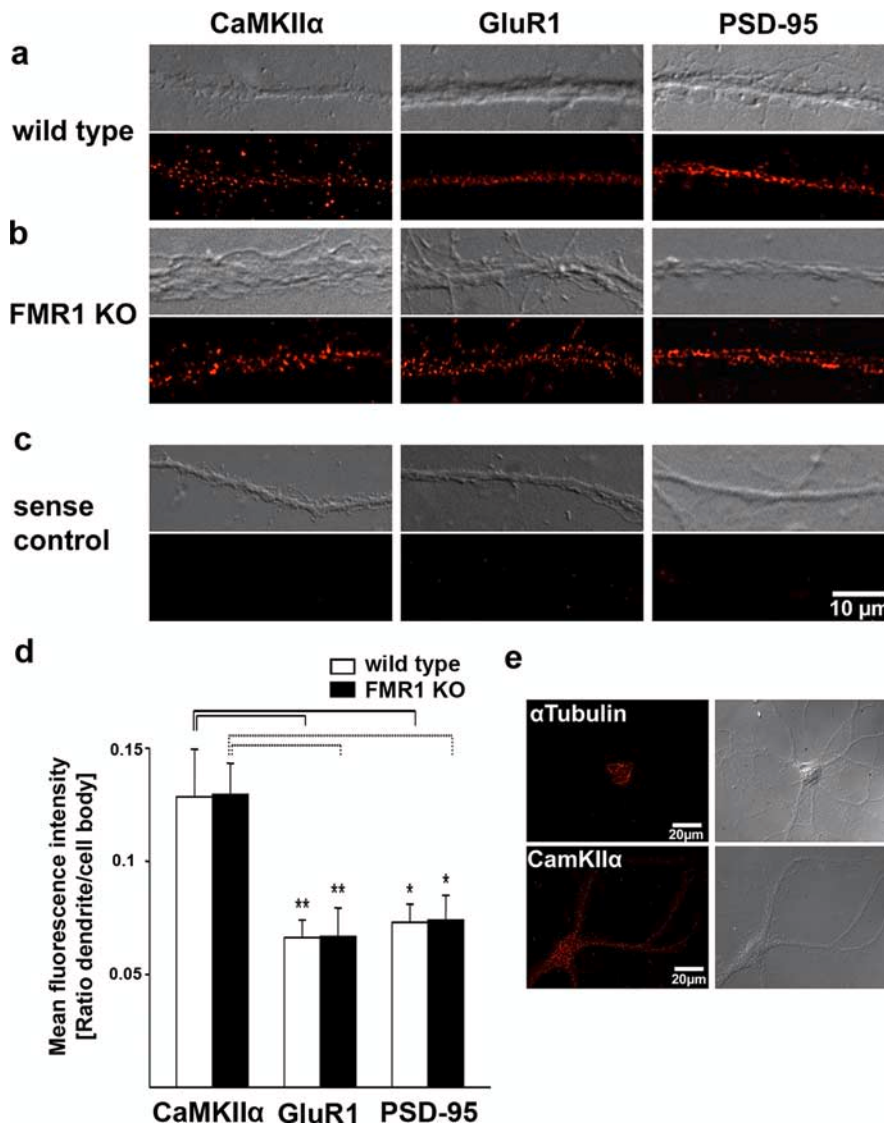 CaMKIIα GluR1 PSD-95
a
wild type
b
FMR1 KO
c
sense
control
10 µm
d
wild type
FMR1 KO
Mean fluorescence intensity
[Ratio dendrite/cell body]
0.15
0.1
0.05
** ** * *
CaMKIIα GluR1 PSD-95
e
αTubulin
20µm
CamKIIα
20µm